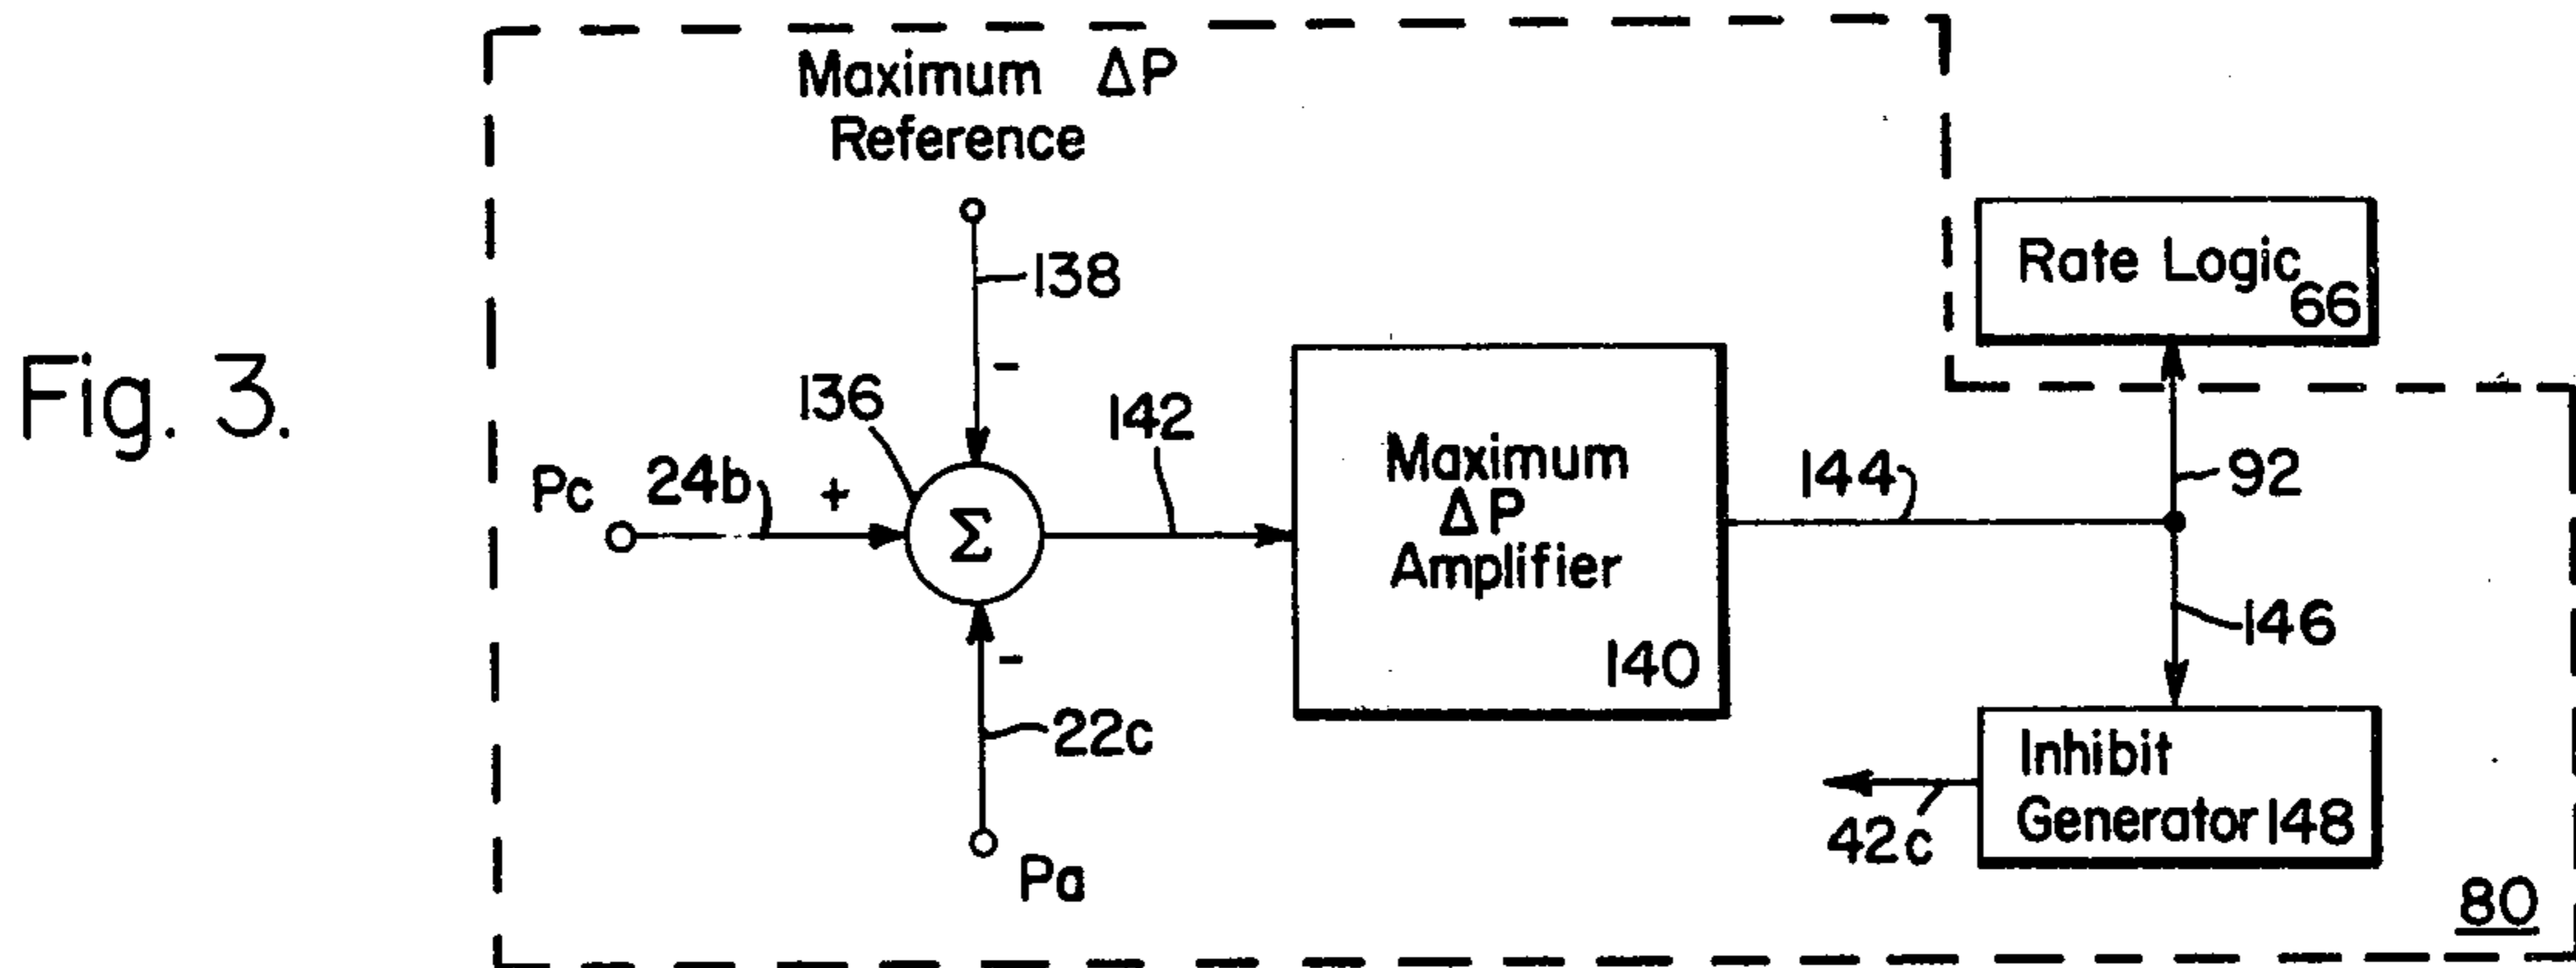 Fig. 3.
Maximum ΔP
Reference
138
-
136
142
Pc
24b
+
Σ
-
22c
Pa
Maximum
ΔP
Amplifier
140
144
Rate Logic
66
92
146
Inhibit
Generator 148
42c
80